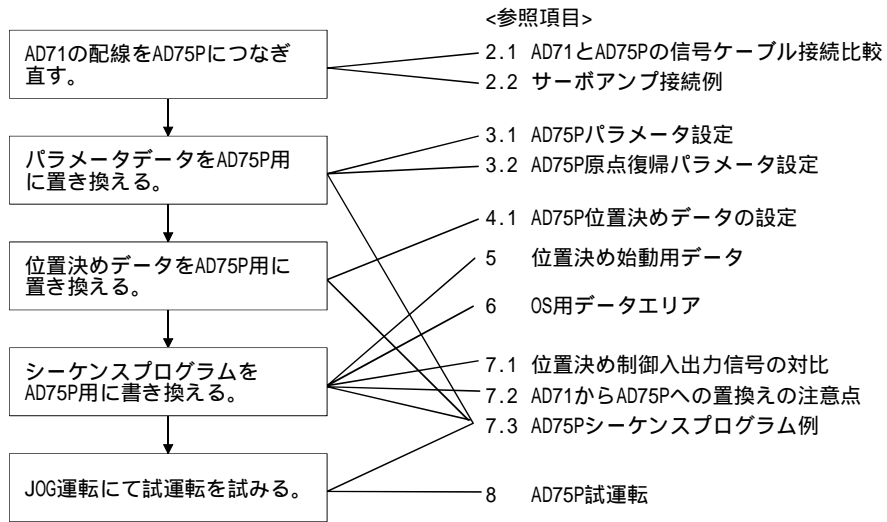 <参照項目>
AD71の配線をAD75Pにつなぎ
直す。
2.1 AD71とAD75Pの信号ケーブル接続比較
2.2 サーボアンプ接続例
パラメータデータをAD75P用
に置き換える。
3.1 AD75Pパラメータ設定
3.2 AD75P原点復帰パラメータ設定
4.1 AD75P位置決めデータの設定
位置決めデータをAD75P用に
置き換える。
5 位置決め始動用データ
6 OS用データエリア
シーケンスプログラムを
AD75P用に書き換える。
7.1 位置決め制御入出力信号の対比
7.2 AD71からAD75Pへの置換えの注意点
7.3 AD75Pシーケンスプログラム例
JOG運転にて試運転を試みる。
8 AD75P試運転